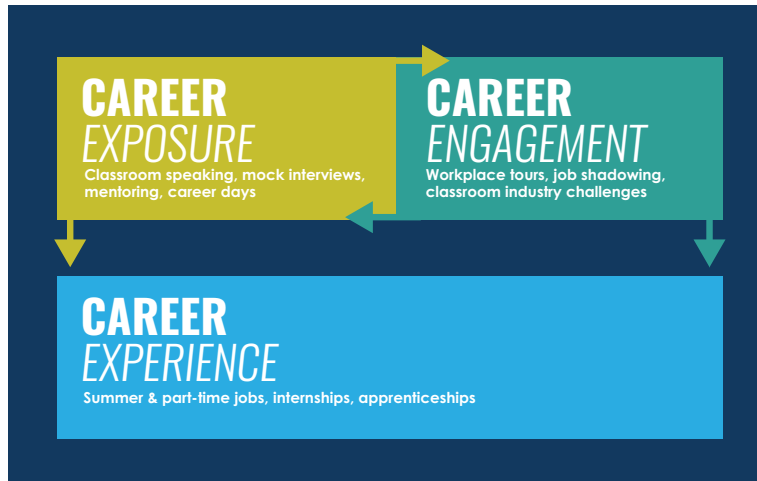 CAREER
EXPOSURE
Classroom speaking, mock interviews,
mentoring, career days
CAREER
ENGAGEMENT
Workplace tours, job shadowing,
classroom industry challenges
CAREER
EXPERIENCE
Summer & part-time jobs, internships, apprenticeships